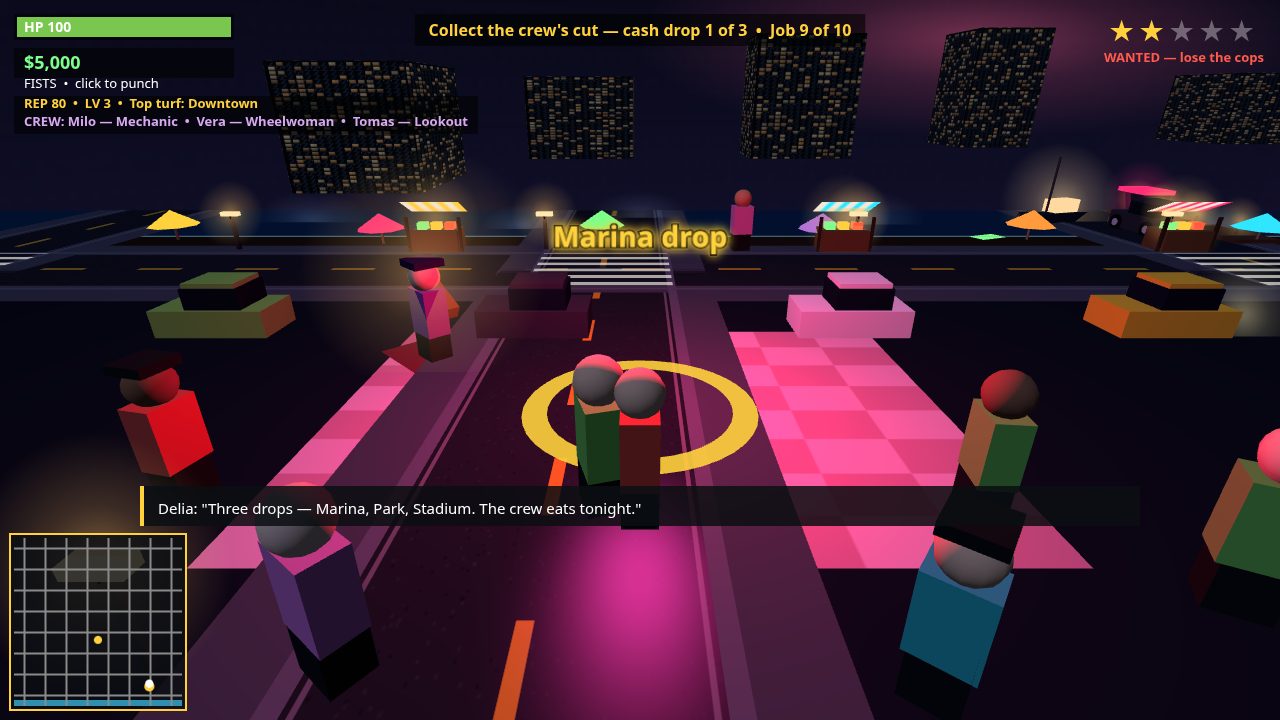 HP 100
Collect the crew's cut — cash drop 1 of 3 • Job 9 of 10
$5,000
WANTED — lose the cops
FISTS • click to punch
REP 80 • LV 3 • Top turf: Downtown
CREW: Milo — Mechanic • Vera — Wheelwoman • Tomas — Lookout
Marina drop
Delia: "Three drops — Marina, Park, Stadium. The crew eats tonight."